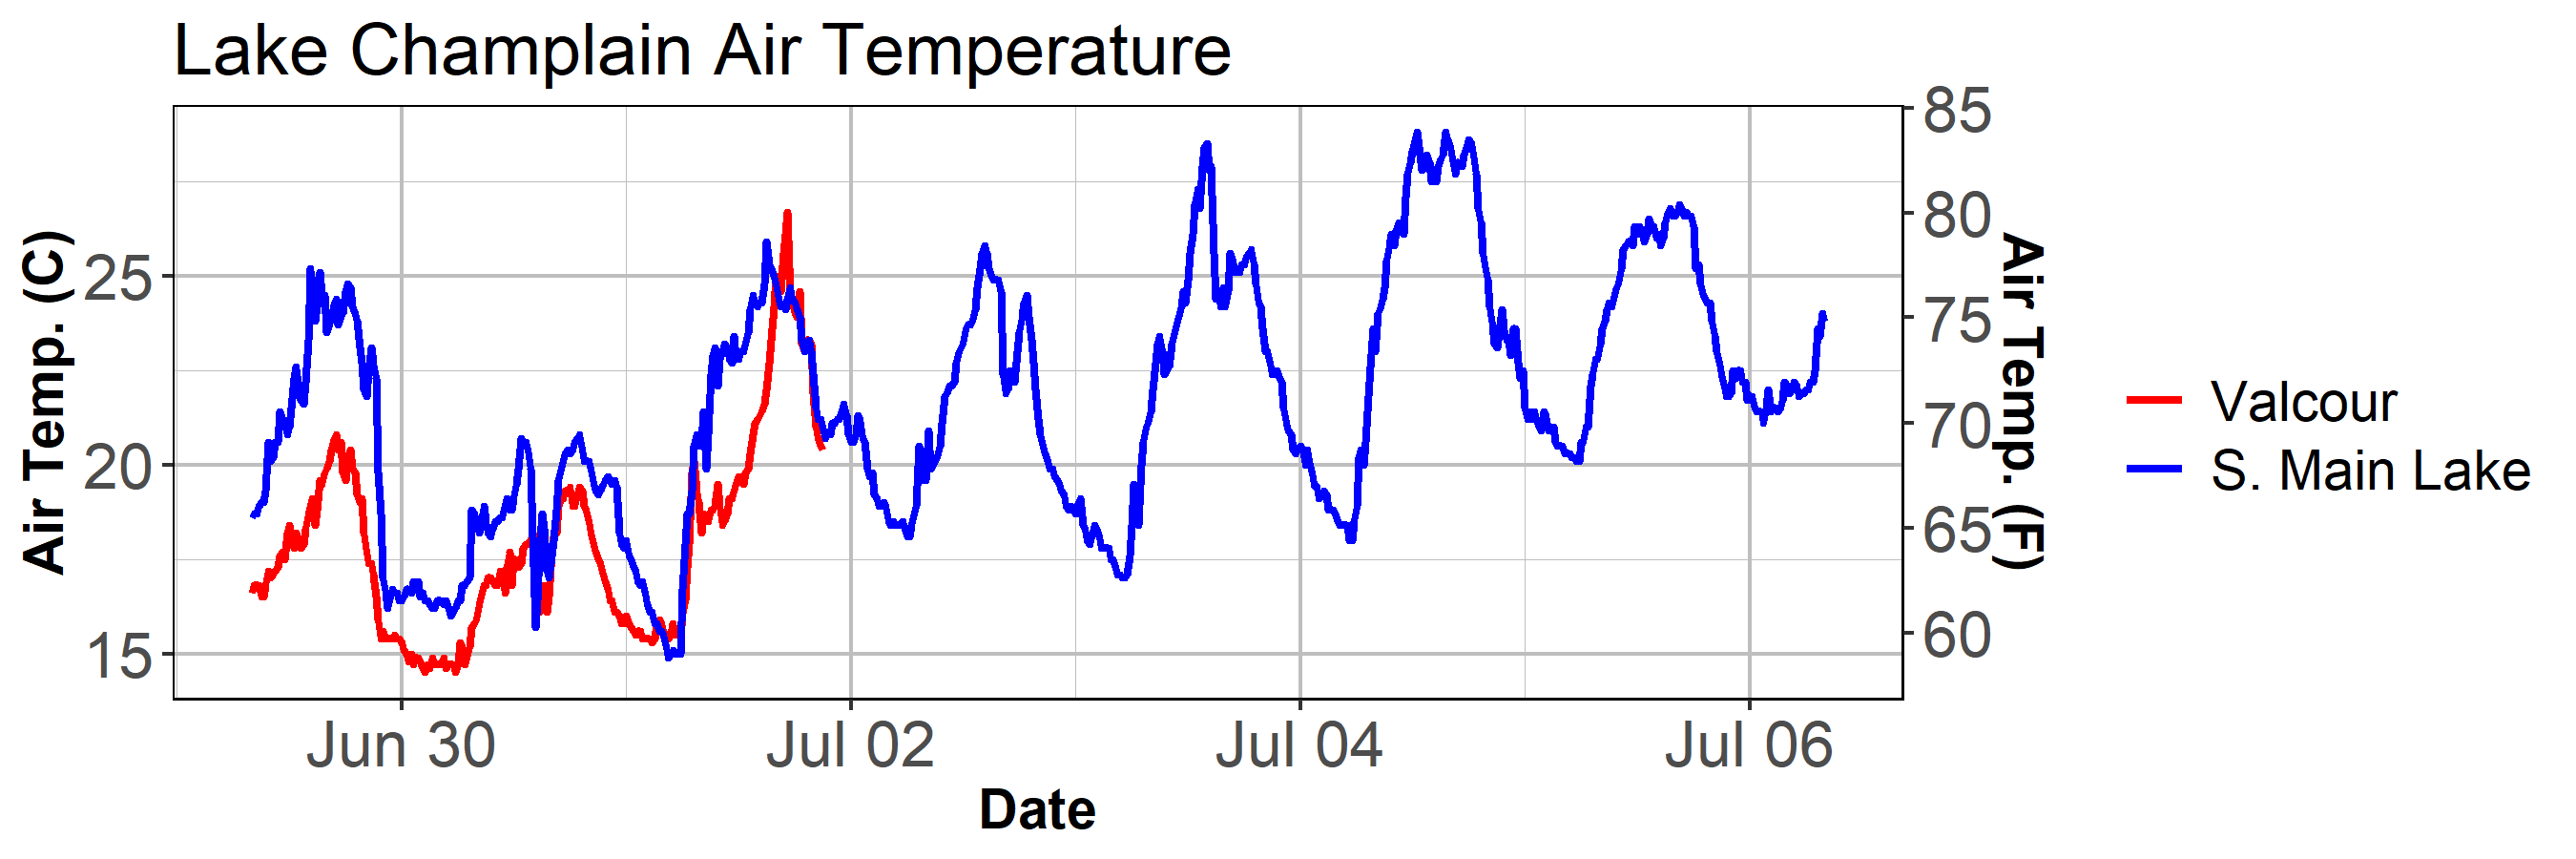 Lake Champlain Air Temperature
Air Temp. (C)
25
20
15
85
80
75
70
65
60
Air Temp. (F)
Jun 30
Jul 02
Jul 04
Jul 06
Date
Valcour
S. Main Lake